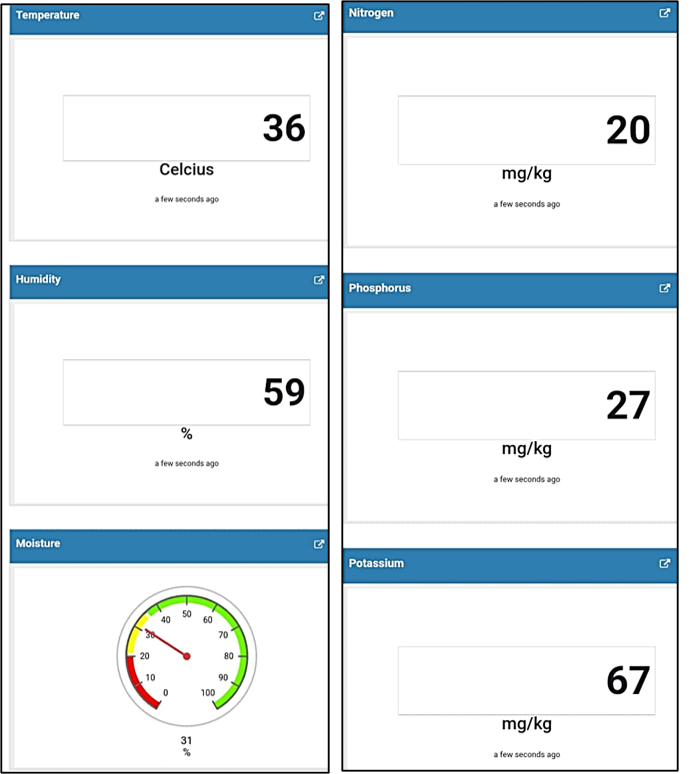 Temperature
36
Celcius
a few seconds ago
Humidity
59
%
a few seconds ago
Moisture
0
10
20
30
40
50
60
70
80
90
100
31
%
Nitrogen
20
mg/kg
a few seconds ago
Phosphorus
27
mg/kg
a few seconds ago
Potassium
67
mg/kg
a few seconds ago